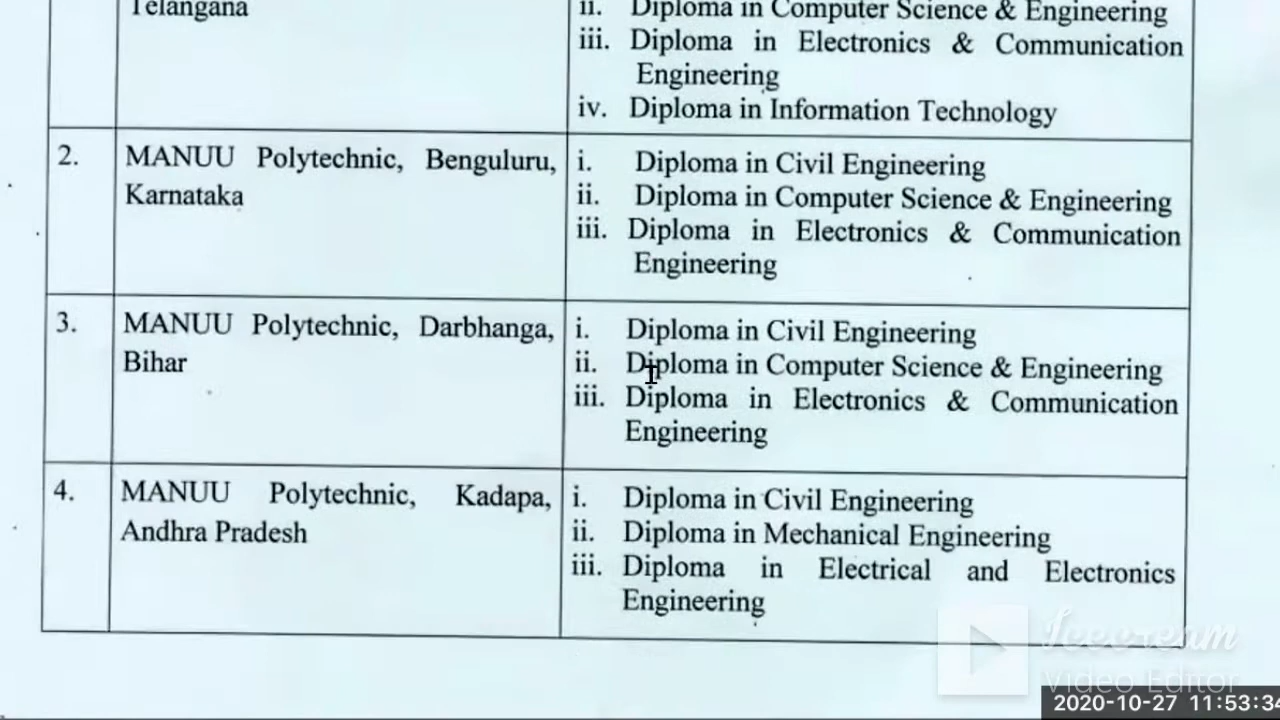 Telangana
ii. Diploma in Computer Science & Engineering
iii. Diploma in Electronics & Communication
Engineering
iv. Diploma in Information Technology
2. MANUU Polytechnic, Benguluru,
Karnataka
i. Diploma in Civil Engineering
ii. Diploma in Computer Science & Engineering
iii. Diploma in Electronics & Communication
Engineering
3. MANUU Polytechnic, Darbhanga,
Bihar
i. Diploma in Civil Engineering
ii. Diploma in Computer Science & Engineering
iii. Diploma in Electronics & Communication
Engineering
4. MANUU Polytechnic, Kadapa,
Andhra Pradesh
i. Diploma in Civil Engineering
ii. Diploma in Mechanical Engineering
iii. Diploma in Electrical and Electronics
Engineering
Icecream
Video Editor
2020-10-27 11:53:34